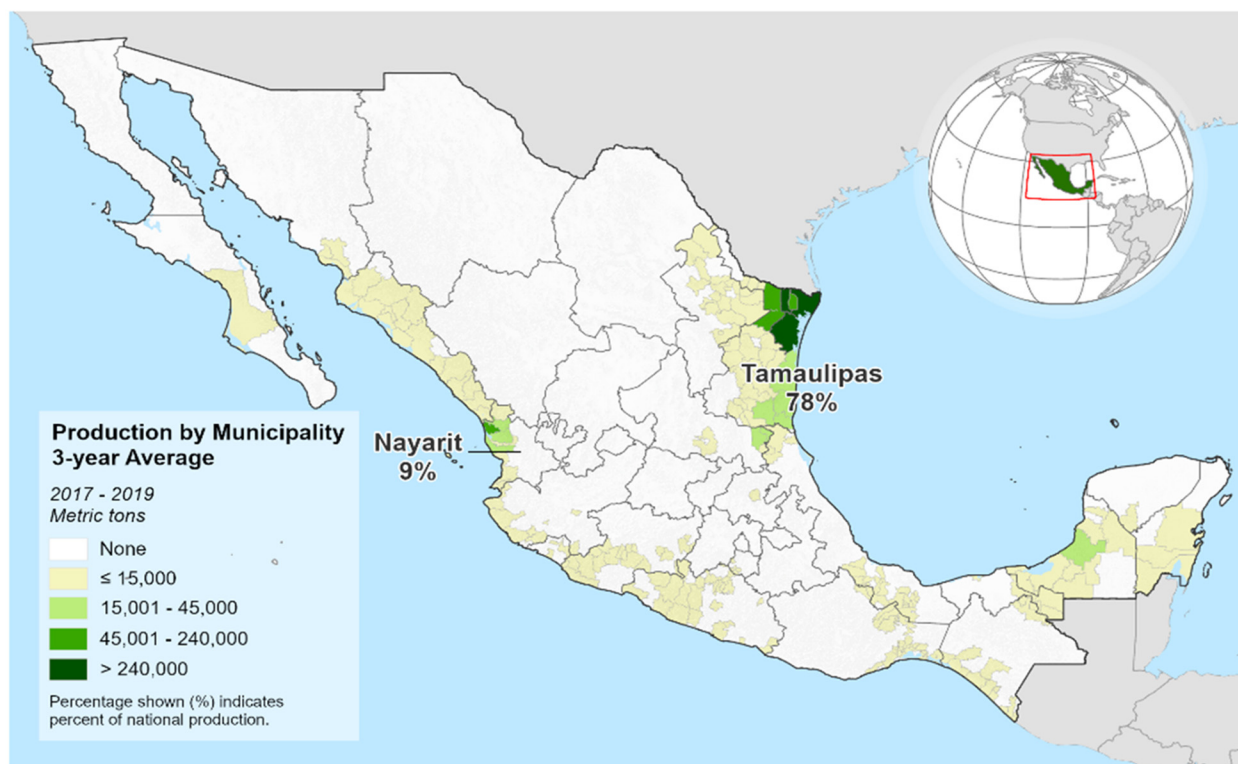 Tamaulipas
78%
Nayarit
9%
Production by Municipality
3-year Average
2017 - 2019
Metric tons
None
≤ 15,000
15,001 - 45,000
45,001 - 240,000
> 240,000
Percentage shown (%) indicates
percent of national production.